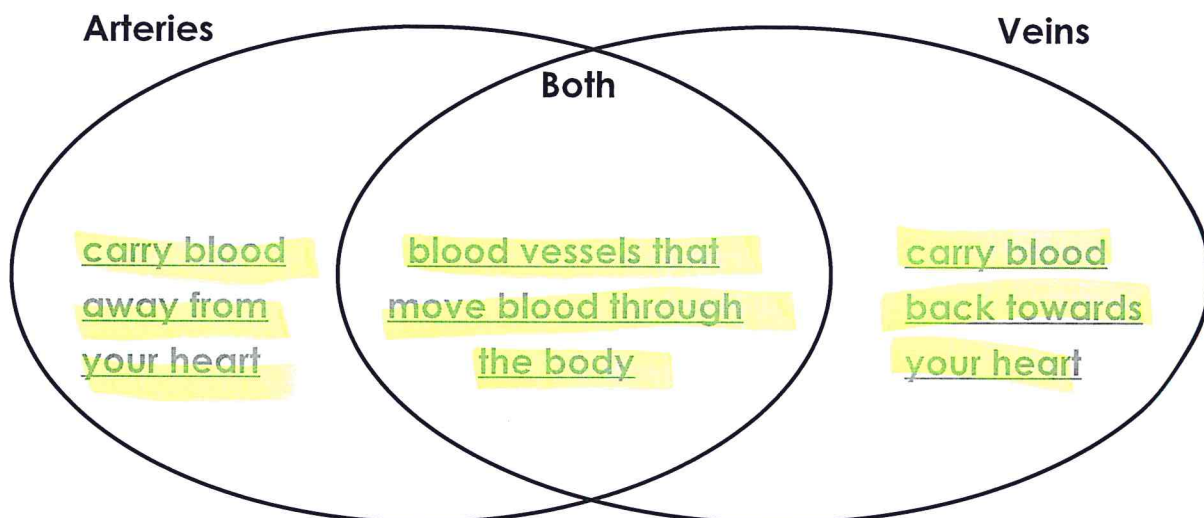 Arteries
Veins
Both
carry blood
away from
your heart
blood vessels that
move blood through
the body
carry blood
back towards
your heart